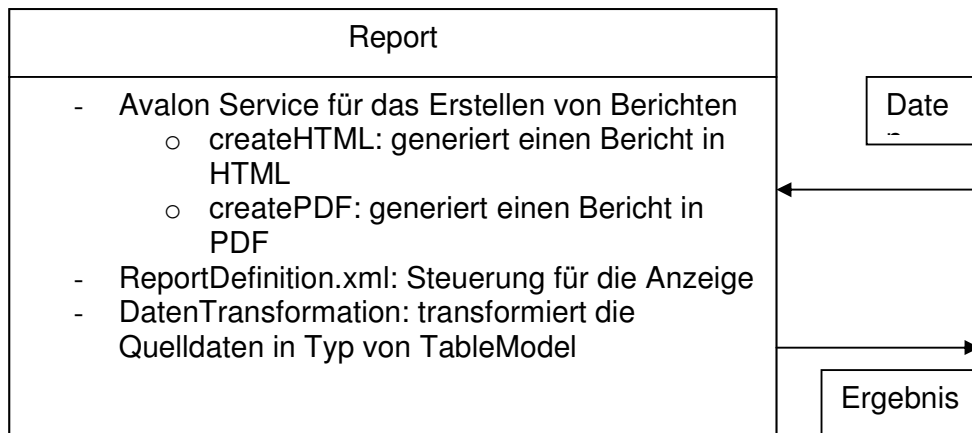 Report
- Avalon Service für das Erstellen von Berichten
o createHTML: generiert einen Bericht in
HTML
o createPDF: generiert einen Bericht in
PDF
- ReportDefinition.xml: Steuerung für die Anzeige
- DatenTransformation: transformiert die
Quelldaten in Typ von TableModel
Date
Ergebnis